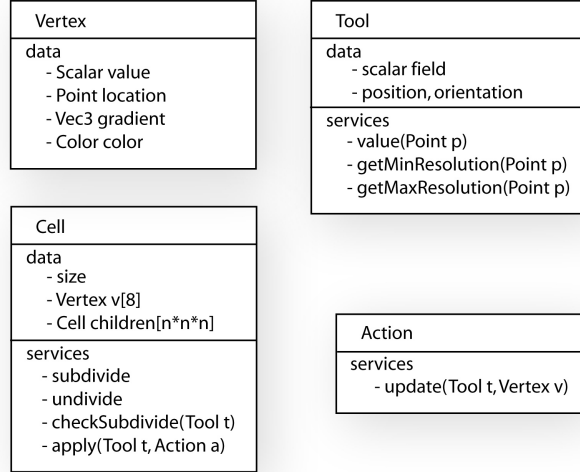 Vertex
data
- Scalar value
- Point location
- Vec3 gradient
- Color color
Tool
data
- scalar field
- position, orientation
services
- value(Point p)
- getMinResolution(Point p)
- getMaxResolution(Point p)
Cell
data
- size
- Vertex v[8]
- Cell children[n*n*n]
services
- subdivide
- undivide
- checkSubdivide(Tool t)
- apply(Tool t, Action a)
Action
services
- update(Tool t, Vertex v)